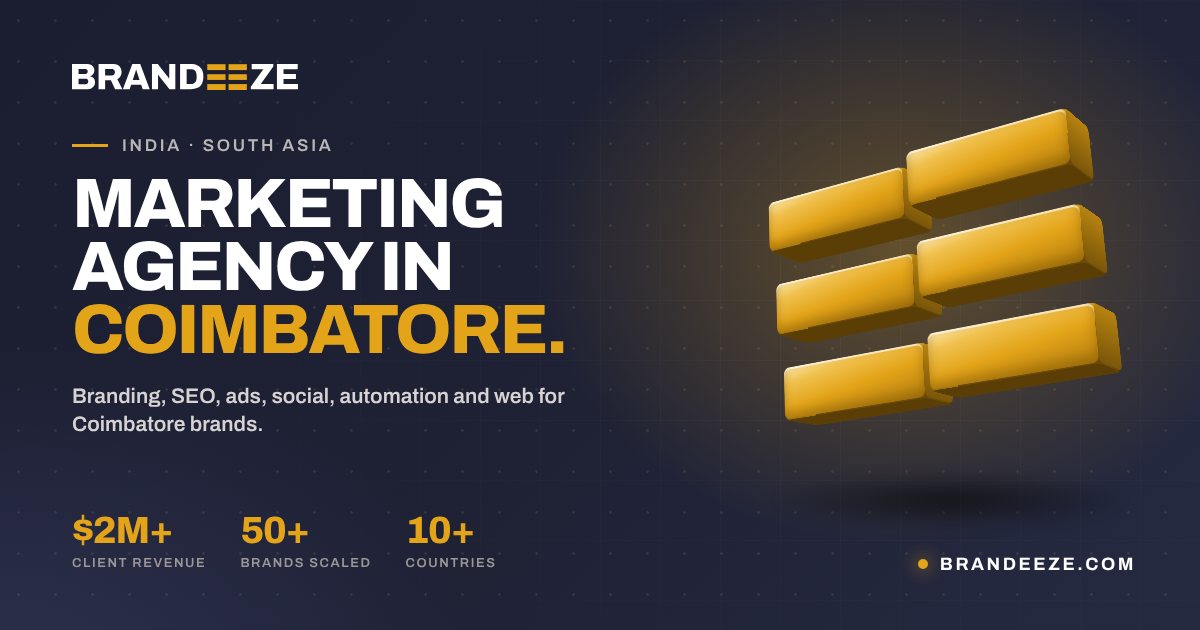 BRANDEEZE
INDIA · SOUTH ASIA
MARKETING
AGENCY IN
COIMBATORE.
Branding, SEO, ads, social, automation and web for
Coimbatore brands.
$2M+ 50+ 10+
CLIENT REVENUE BRANDS SCALED COUNTRIES
BRANDEEZE.COM